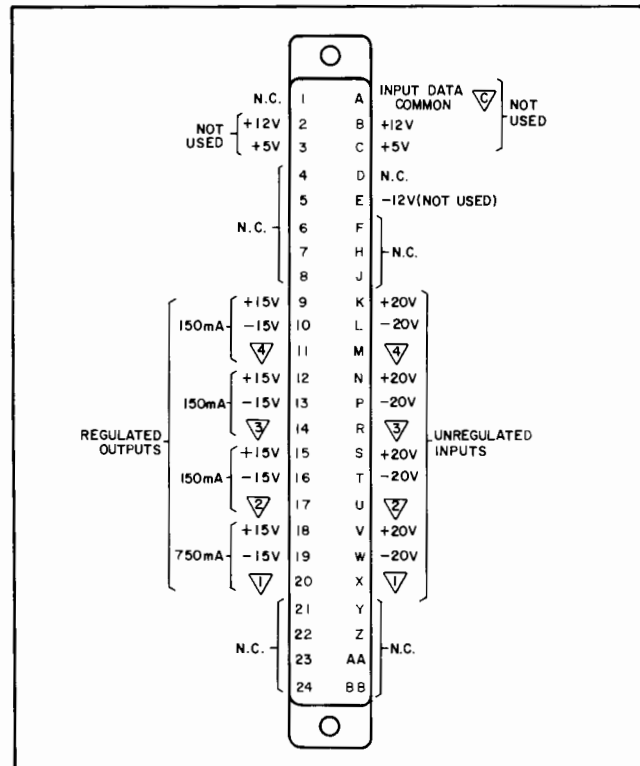 N.C. 1 A INPUT DATA COMMON C NOT USED
NOT USED +12V 2 B +12V
+5V 3 C +5V
4 D N.C.
5 E -12V(NOT USED)
N.C. 6 F
7 H N.C.
8 J
+15V 9 K +20V
150mA -15V 10 L -20V
4 11 M 4
+15V 12 N +20V
150mA -15V 13 P -20V
3 14 R 3
REGULATED OUTPUTS +15V 15 S +20V UNREGULATED INPUTS
150mA -15V 16 T -20V
2 17 U 2
+15V 18 V +20V
750mA -15V 19 W -20V
1 20 X 1
21 Y
22 Z
N.C. 23 AA N.C.
24 BB